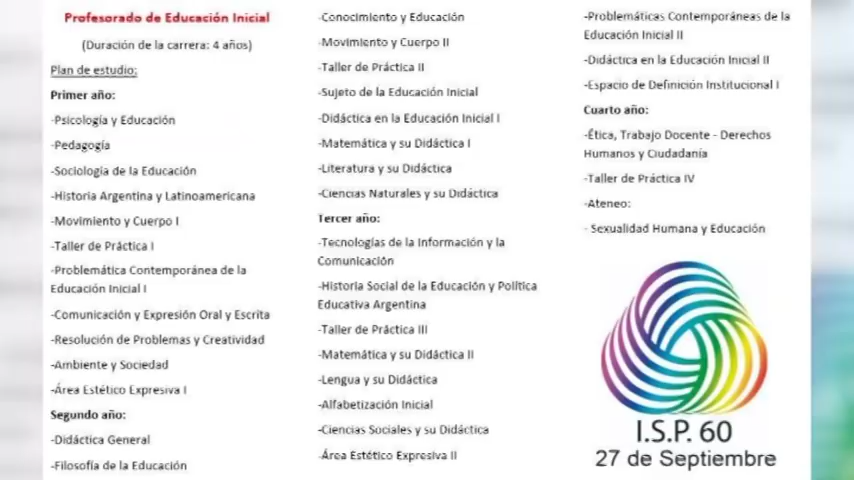 Profesorado de Educación Inicial
(Duración de la carrera: 4 años)
Plan de estudio:
Primer año:
-Psicología y Educación
-Pedagogía
-Sociología de la Educación
-Historia Argentina y Latinoamericana
-Movimiento y Cuerpo I
-Taller de Práctica I
-Problemática Contemporánea de la
Educación Inicial I
-Comunicación y Expresión Oral y Escrita
-Resolución de Problemas y Creatividad
-Ambiente y Sociedad
-Área Estético Expresiva I
Segundo año:
-Didáctica General
-Filosofía de la Educación
-Conocimiento y Educación
-Movimiento y Cuerpo II
-Taller de Práctica II
-Sujeto de la Educación Inicial
-Didáctica en la Educación Inicial I
-Matemática y su Didáctica I
-Literatura y su Didáctica
-Ciencias Naturales y su Didáctica
Tercer año:
-Tecnologías de la Información y la
Comunicación
-Historia Social de la Educación y Política
Educativa Argentina
-Taller de Práctica III
-Matemática y su Didáctica II
-Lengua y su Didáctica
-Alfabetización Inicial
-Ciencias Sociales y su Didáctica
-Área Estético Expresiva II
-Problemáticas Contemporáneas de la
Educación Inicial II
-Didáctica en la Educación Inicial II
-Espacio de Definición Institucional I
Cuarto año:
-Ética, Trabajo Docente - Derechos
Humanos y Ciudadanía
-Taller de Práctica IV
-Ateneo:
- Sexualidad Humana y Educación
I.S.P. 60
27 de Septiembre